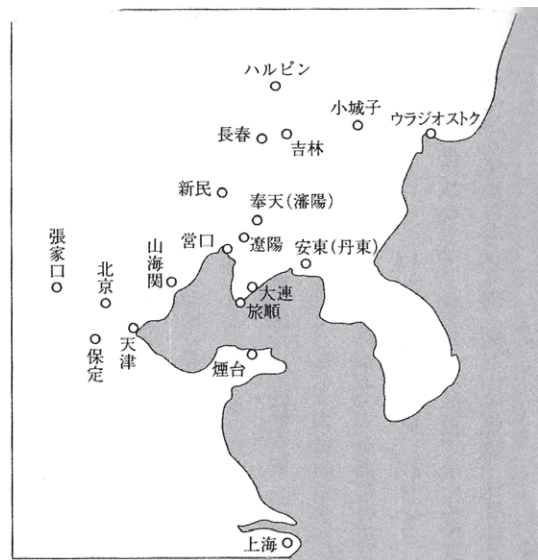 ハルビン
小城子
ウラジオストク
長春
吉林
新民
奉天(瀋陽)
遼陽
営口
安東(丹東)
張家口
北京
山海関
大連
旅順
天津
保定
煙台
上海